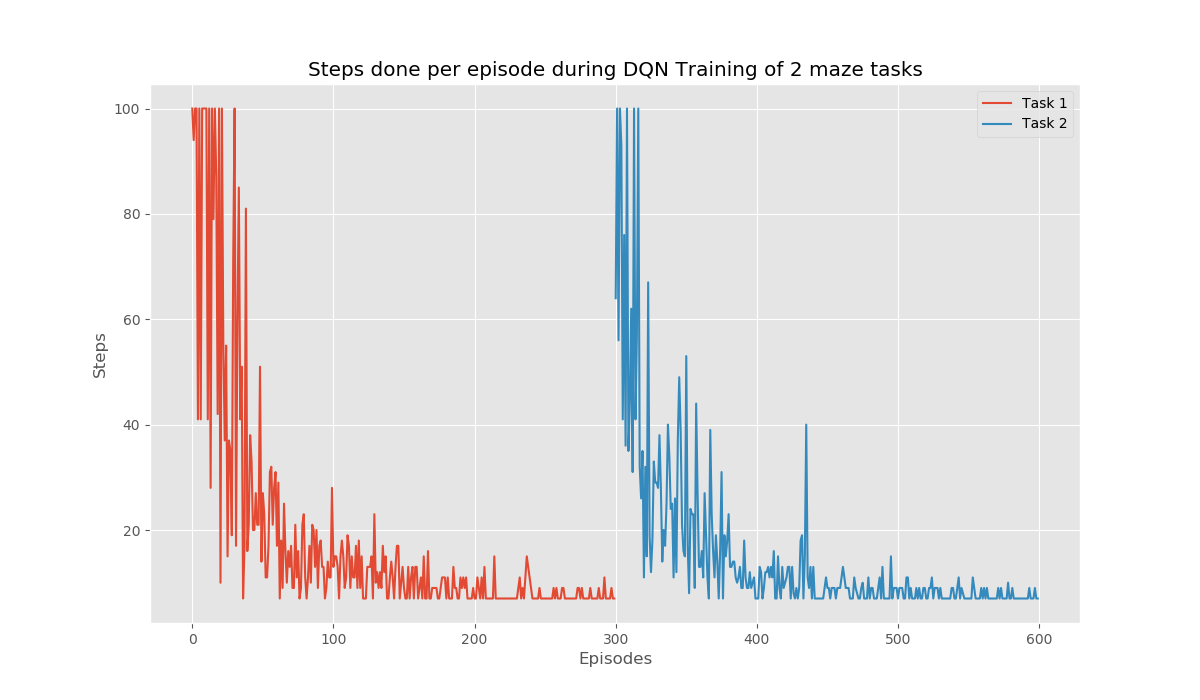 Steps done per episode during DQN Training of 2 maze tasks
Task 1
Task 2
100
80
60
40
20
Steps
0
100
200
300
400
500
600
Episodes